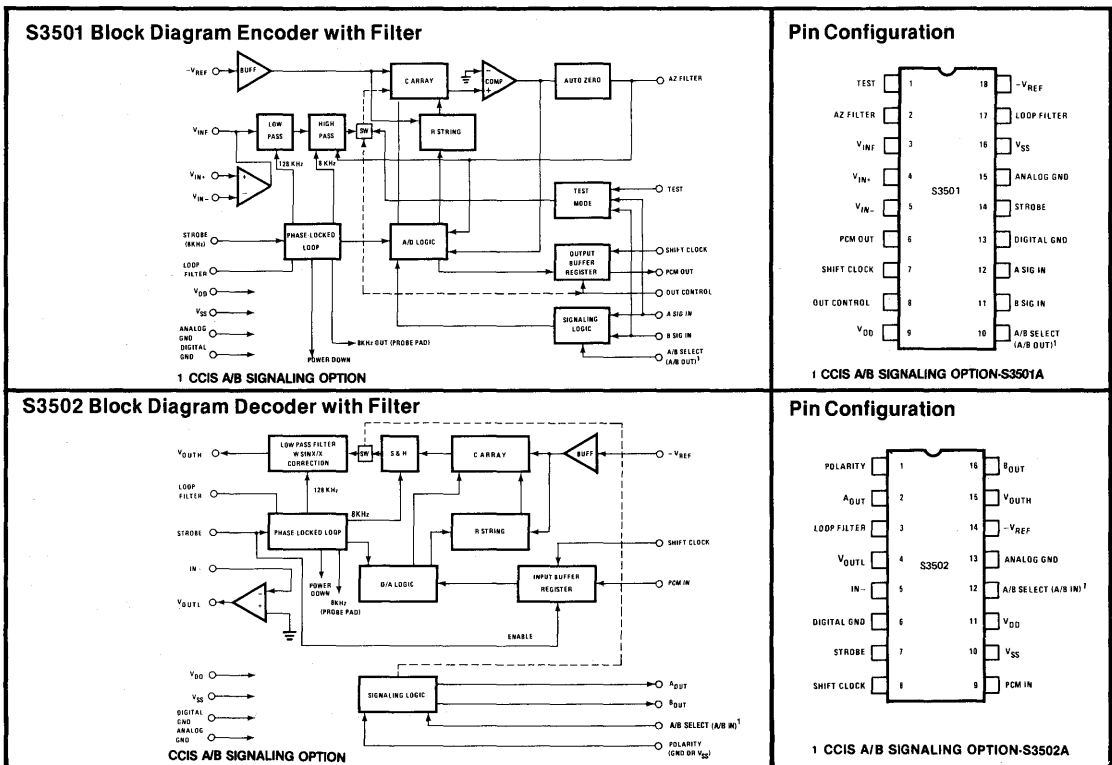 S3501 Block Diagram Encoder with Filter
-VREF
BUFF
C ARRAY
- COMP +
AUTO ZERO
AZ FILTER
VINF
LOW PASS
HIGH PASS
SW
R STRING
128 KHz
8 KHz
VIN+
VIN-
+
-
TEST MODE
TEST
STROBE (8KHz)
PHASE-LOCKED LOOP
A/D LOGIC
LOOP FILTER
OUTPUT BUFFER REGISTER
SHIFT CLOCK
PCM OUT
OUT CONTROL
VDD
VSS
ANALOG GND
DIGITAL GND
SIGNALING LOGIC
A SIG IN
B SIG IN
A/B SELECT (A/B OUT)1
8KHz OUT (PROBE PAD)
POWER DOWN
1 CCIS A/B SIGNALING OPTION
Pin Configuration
TEST 1
18 -VREF
AZ FILTER 2
17 LOOP FILTER
VINF 3
16 VSS
VIN+ 4
15 ANALOG GND
S3501
VIN- 5
14 STROBE
PCM OUT 6
13 DIGITAL GND
SHIFT CLOCK 7
12 A SIG IN
OUT CONTROL 8
11 B SIG IN
VDD 9
10 A/B SELECT (A/B OUT)1
1 CCIS A/B SIGNALING OPTION-S3501A
S3502 Block Diagram Decoder with Filter
VOUTH
LOW PASS FILTER W SINX/X CORRECTION
SW
S & H
C ARRAY
BUFF
-VREF
LOOP FILTER
128 KHz
8KHz
STROBE
PHASE-LOCKED LOOP
R STRING
SHIFT CLOCK
IN-
POWER DOWN
8KHz (PROBE PAD)
D/A LOGIC
INPUT BUFFER REGISTER
PCM IN
VOUTL
-
+
ENABLE
VDD
VSS
DIGITAL GND
ANALOG GND
SIGNALING LOGIC
AOUT
BOUT
A/B SELECT (A/B IN)1
POLARITY (GND OR VSS)
CCIS A/B SIGNALING OPTION
Pin Configuration
POLARITY 1
16 BOUT
AOUT 2
15 VOUTH
LOOP FILTER 3
14 -VREF
VOUTL 4
13 ANALOG GND
S3502
IN- 5
12 A/B SELECT (A/B IN)1
DIGITAL GND 6
11 VDD
STROBE 7
10 VSS
SHIFT CLOCK 8
9 PCM IN
1 CCIS A/B SIGNALING OPTION-S3502A